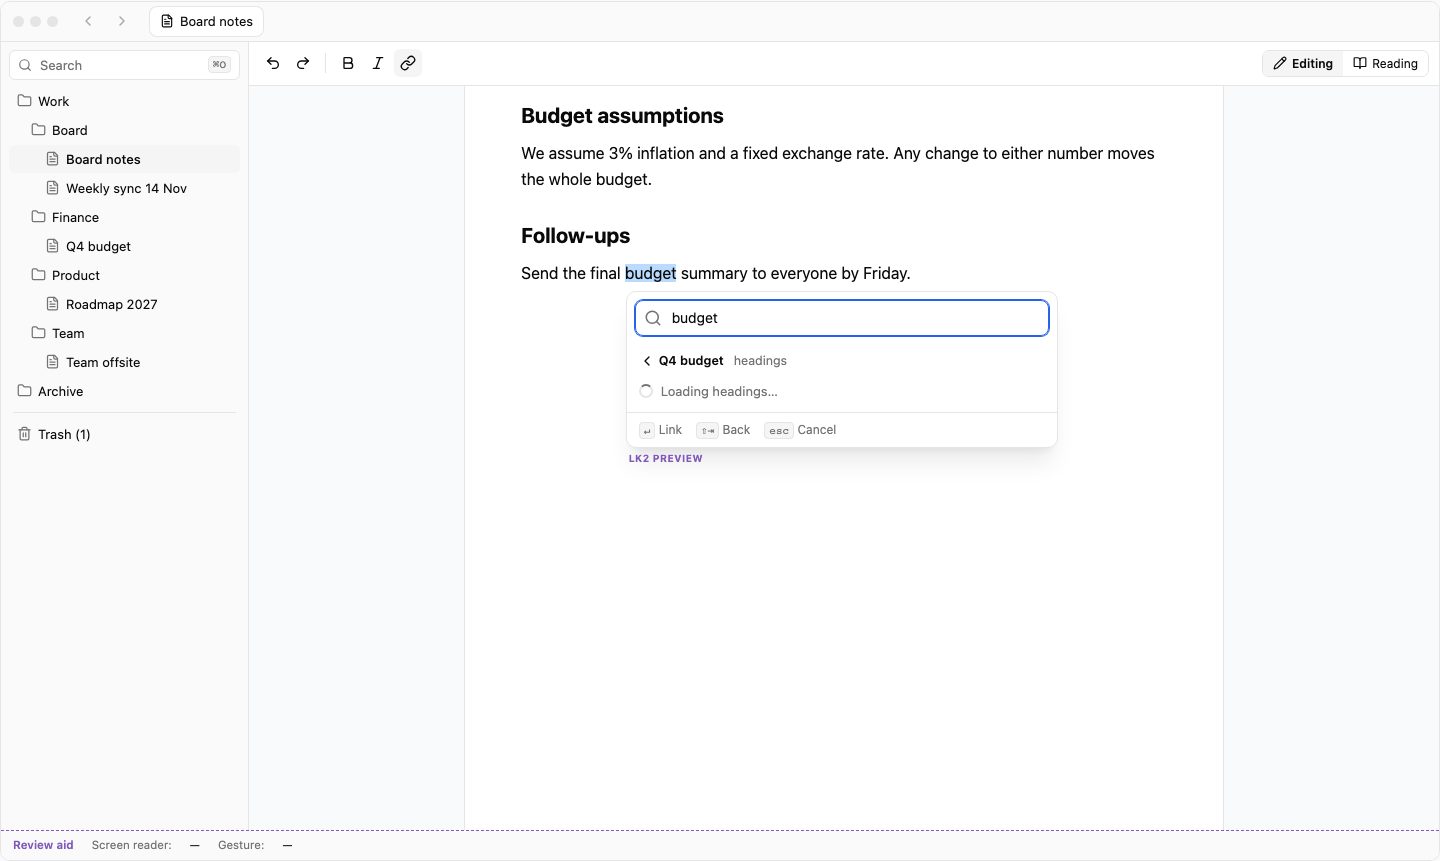 Board notes
Search ⌘O
Work
Board
Board notes
Weekly sync 14 Nov
Finance
Q4 budget
Product
Roadmap 2027
Team
Team offsite
Archive
Trash (1)
B I
Editing Reading
Budget assumptions
We assume 3% inflation and a fixed exchange rate. Any change to either number moves
the whole budget.
Follow-ups
Send the final budget summary to everyone by Friday.
budget
Q4 budget headings
Loading headings…
↵ Link ⇧⇥ Back esc Cancel
LK2 PREVIEW
Review aid Screen reader: — Gesture: —